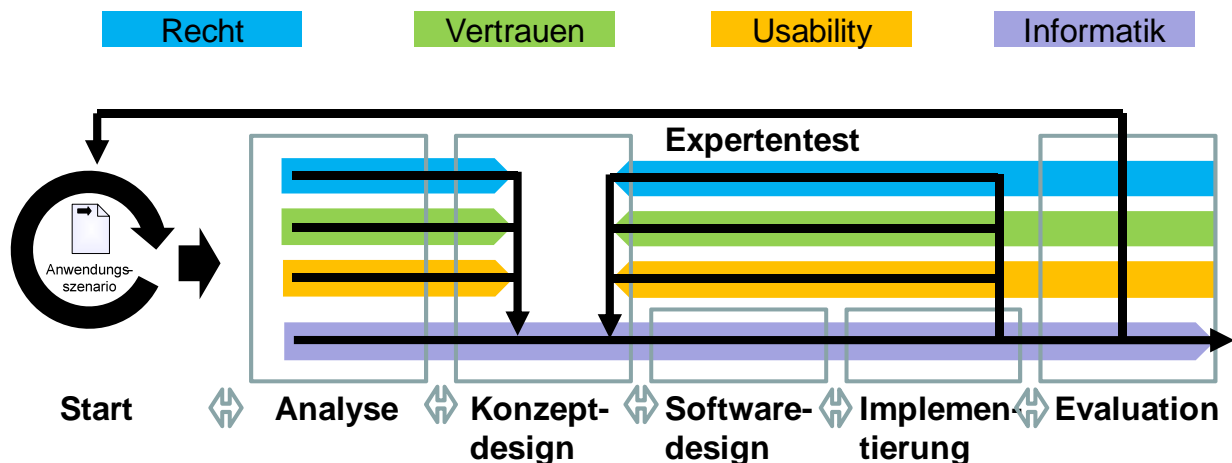 Recht
Vertrauen
Usability
Informatik
Expertentest
Anwendungs-
szenario
Start
Analyse
Konzept-
design
Software-
design
Implemen-
tierung
Evaluation